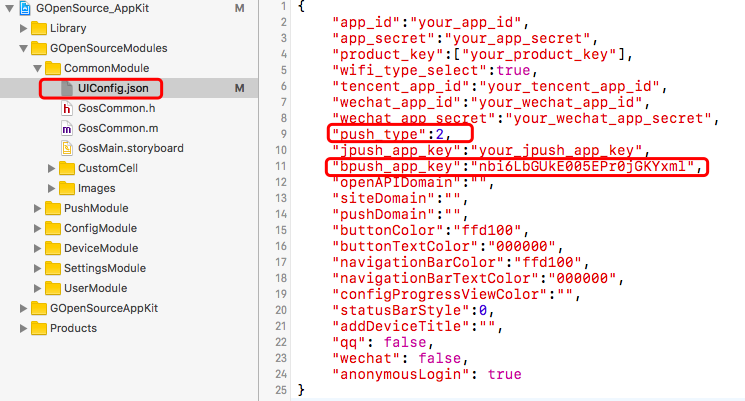 GOpenSource_AppKit M
Library
GOpenSourceModules
CommonModule
UIConfig.json M
h GosCommon.h
m GosCommon.m
GosMain.storyboard
CustomCell
Images
PushModule
ConfigModule
DeviceModule
SettingsModule
UserModule
GOpenSourceAppKit
Products
{
2 "app_id":"your_app_id",
3 "app_secret":"your_app_secret",
4 "product_key":["your_product_key"],
5 "wifi_type_select":true,
6 "tencent_app_id":"your_tencent_app_id",
7 "wechat_app_id":"your_wechat_app_id",
8 "wechat_app_secret":"your_wechat_app_secret",
9 "push_type":2,
10 "jpush_app_key":"your_jpush_app_key",
11 "bpush_app_key":"nbi6LbGUkE005EPr0jGKYxml",
12 "openAPIDomain":"",
13 "siteDomain":"",
14 "pushDomain":"",
15 "buttonColor":"ffd100",
16 "buttonTextColor":"000000",
17 "navigationBarColor":"ffd100",
18 "navigationBarTextColor":"000000",
19 "configProgressViewColor":"",
20 "statusBarStyle":0,
21 "addDeviceTitle":"",
22 "qq": false,
23 "wechat": false,
24 "anonymousLogin": true
25 }